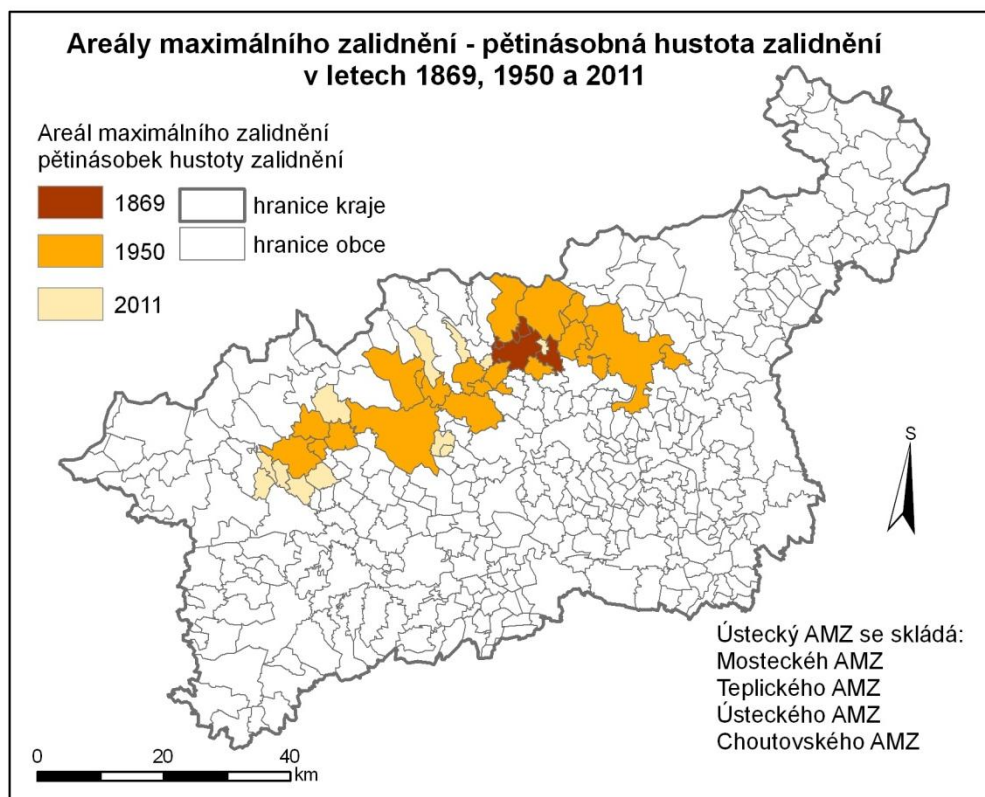 Areály maximálního zalidnění - pětinásobná hustota zalidnění
v letech 1869, 1950 a 2011
Areál maximálního zalidnění
pětinásobek hustoty zalidnění
1869
hranice kraje
1950
hranice obce
2011
S
Ústecký AMZ se skládá:
Mosteckéh AMZ
Teplického AMZ
Ústeckého AMZ
Choutovského AMZ
0 20 40
km